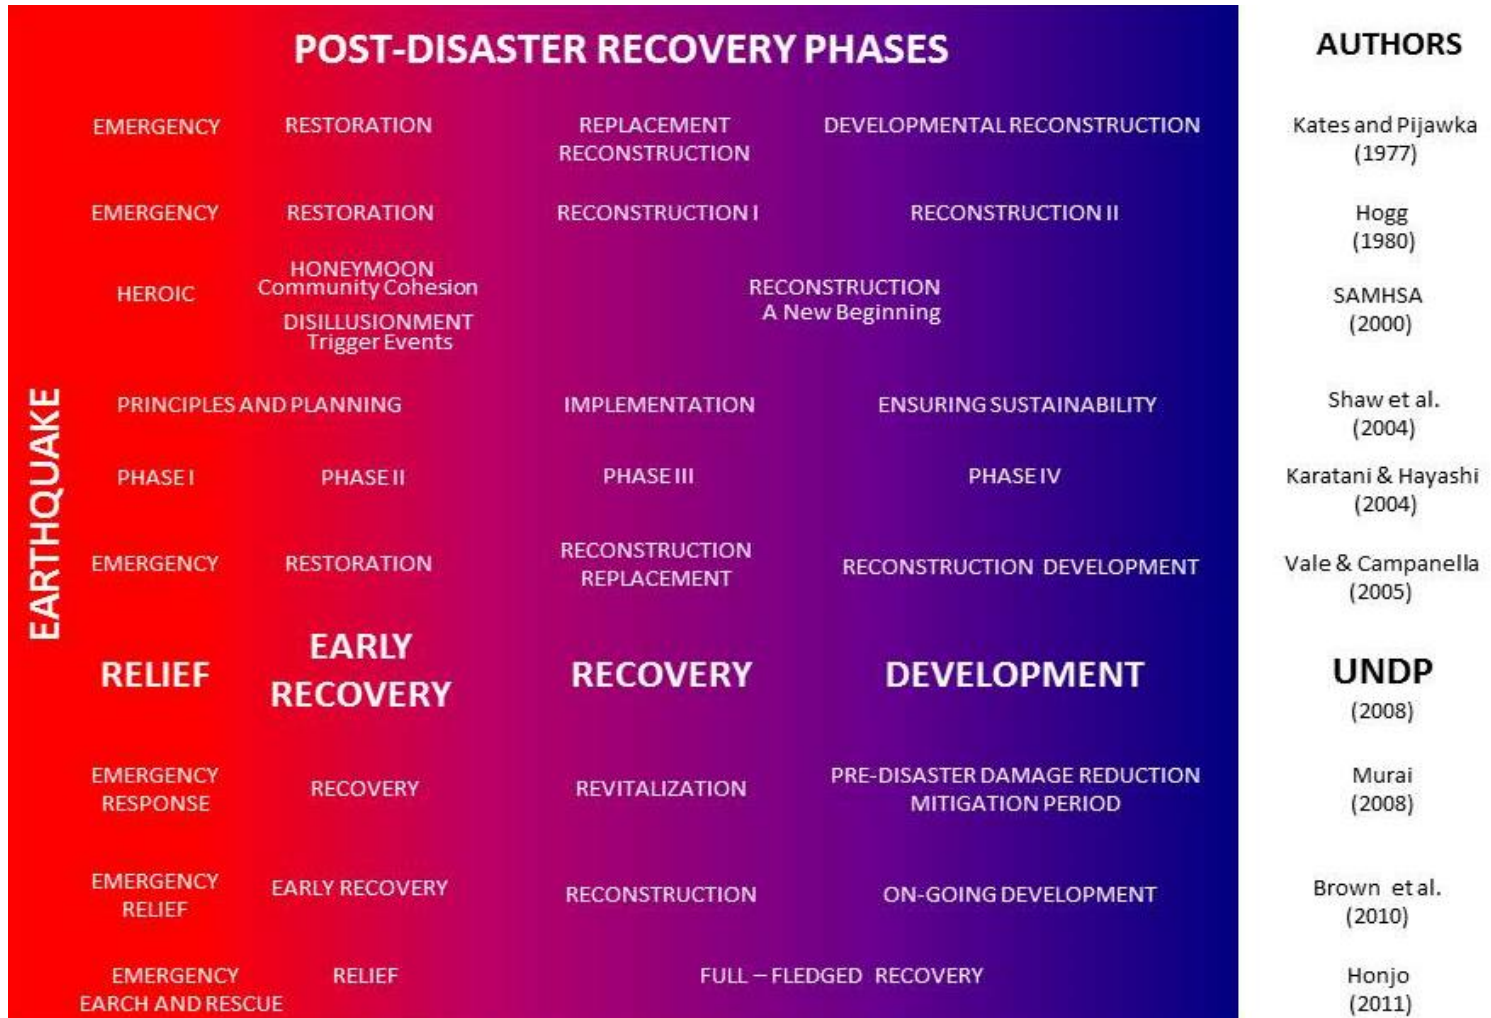 POST-DISASTER RECOVERY PHASES
AUTHORS
EARTHQUAKE
EMERGENCY
RESTORATION
REPLACEMENT
RECONSTRUCTION
DEVELOPMENTAL RECONSTRUCTION
Kates and Pijawka
(1977)
EMERGENCY
RESTORATION
RECONSTRUCTION I
RECONSTRUCTION II
Hogg
(1980)
HEROIC
HONEYMOON
Community Cohesion
DISILLUSIONMENT
Trigger Events
RECONSTRUCTION
A New Beginning
SAMHSA
(2000)
PRINCIPLES AND PLANNING
IMPLEMENTATION
ENSURING SUSTAINABILITY
Shaw et al.
(2004)
PHASE I
PHASE II
PHASE III
PHASE IV
Karatani & Hayashi
(2004)
EMERGENCY
RESTORATION
RECONSTRUCTION
REPLACEMENT
RECONSTRUCTION DEVELOPMENT
Vale & Campanella
(2005)
RELIEF
EARLY
RECOVERY
RECOVERY
DEVELOPMENT
UNDP
(2008)
EMERGENCY
RESPONSE
RECOVERY
REVITALIZATION
PRE-DISASTER DAMAGE REDUCTION
MITIGATION PERIOD
Murai
(2008)
EMERGENCY
RELIEF
EARLY RECOVERY
RECONSTRUCTION
ON-GOING DEVELOPMENT
Brown et al.
(2010)
EMERGENCY
EARCH AND RESCUE
RELIEF
FULL – FLEDGED RECOVERY
Honjo
(2011)